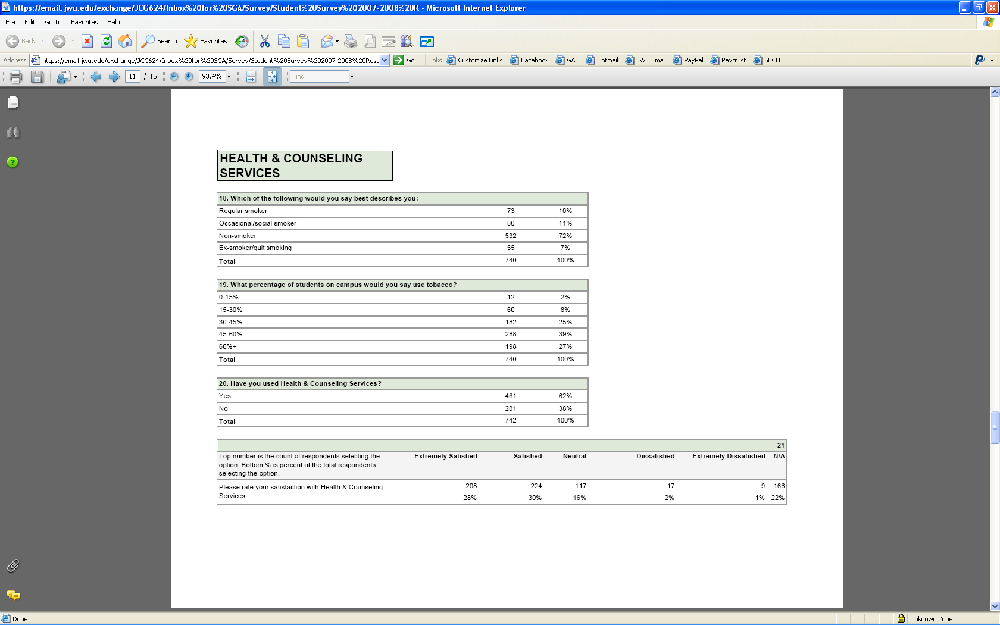 https://email.jwu.edu/exchange/JCG624/Inbox%20for%20SGA/Survey/Student%20Survey%202007-2008%20R - Microsoft Internet Explorer
File Edit Go To Favorites Help
Back Search Favorites
Address https://email.jwu.edu/exchange/JCG624/Inbox%20for%20SGA/Survey/Student%20Survey%202007-2008%20Resu Go Links Customize Links Facebook GAF Hotmail JWU Email PayPal Paytrust SECU
11 / 15 93.4% Find
HEALTH & COUNSELING
SERVICES
18. Which of the following would you say best describes you:
Regular smoker 73 10%
Occasional/social smoker 80 11%
Non-smoker 532 72%
Ex-smoker/quit smoking 55 7%
Total 740 100%
19. What percentage of students on campus would you say use tobacco?
0-15% 12 2%
15-30% 60 8%
30-45% 182 25%
45-60% 288 39%
60%+ 198 27%
Total 740 100%
20. Have you used Health & Counseling Services?
Yes 461 62%
No 281 38%
Total 742 100%
21
Top number is the count of respondents selecting the Extremely Satisfied Satisfied Neutral Dissatisfied Extremely Dissatisfied N/A
option. Bottom % is percent of the total respondents
selecting the option.
Please rate your satisfaction with Health & Counseling 208 224 117 17 9 166
Services 28% 30% 16% 2% 1% 22%
Done Unknown Zone